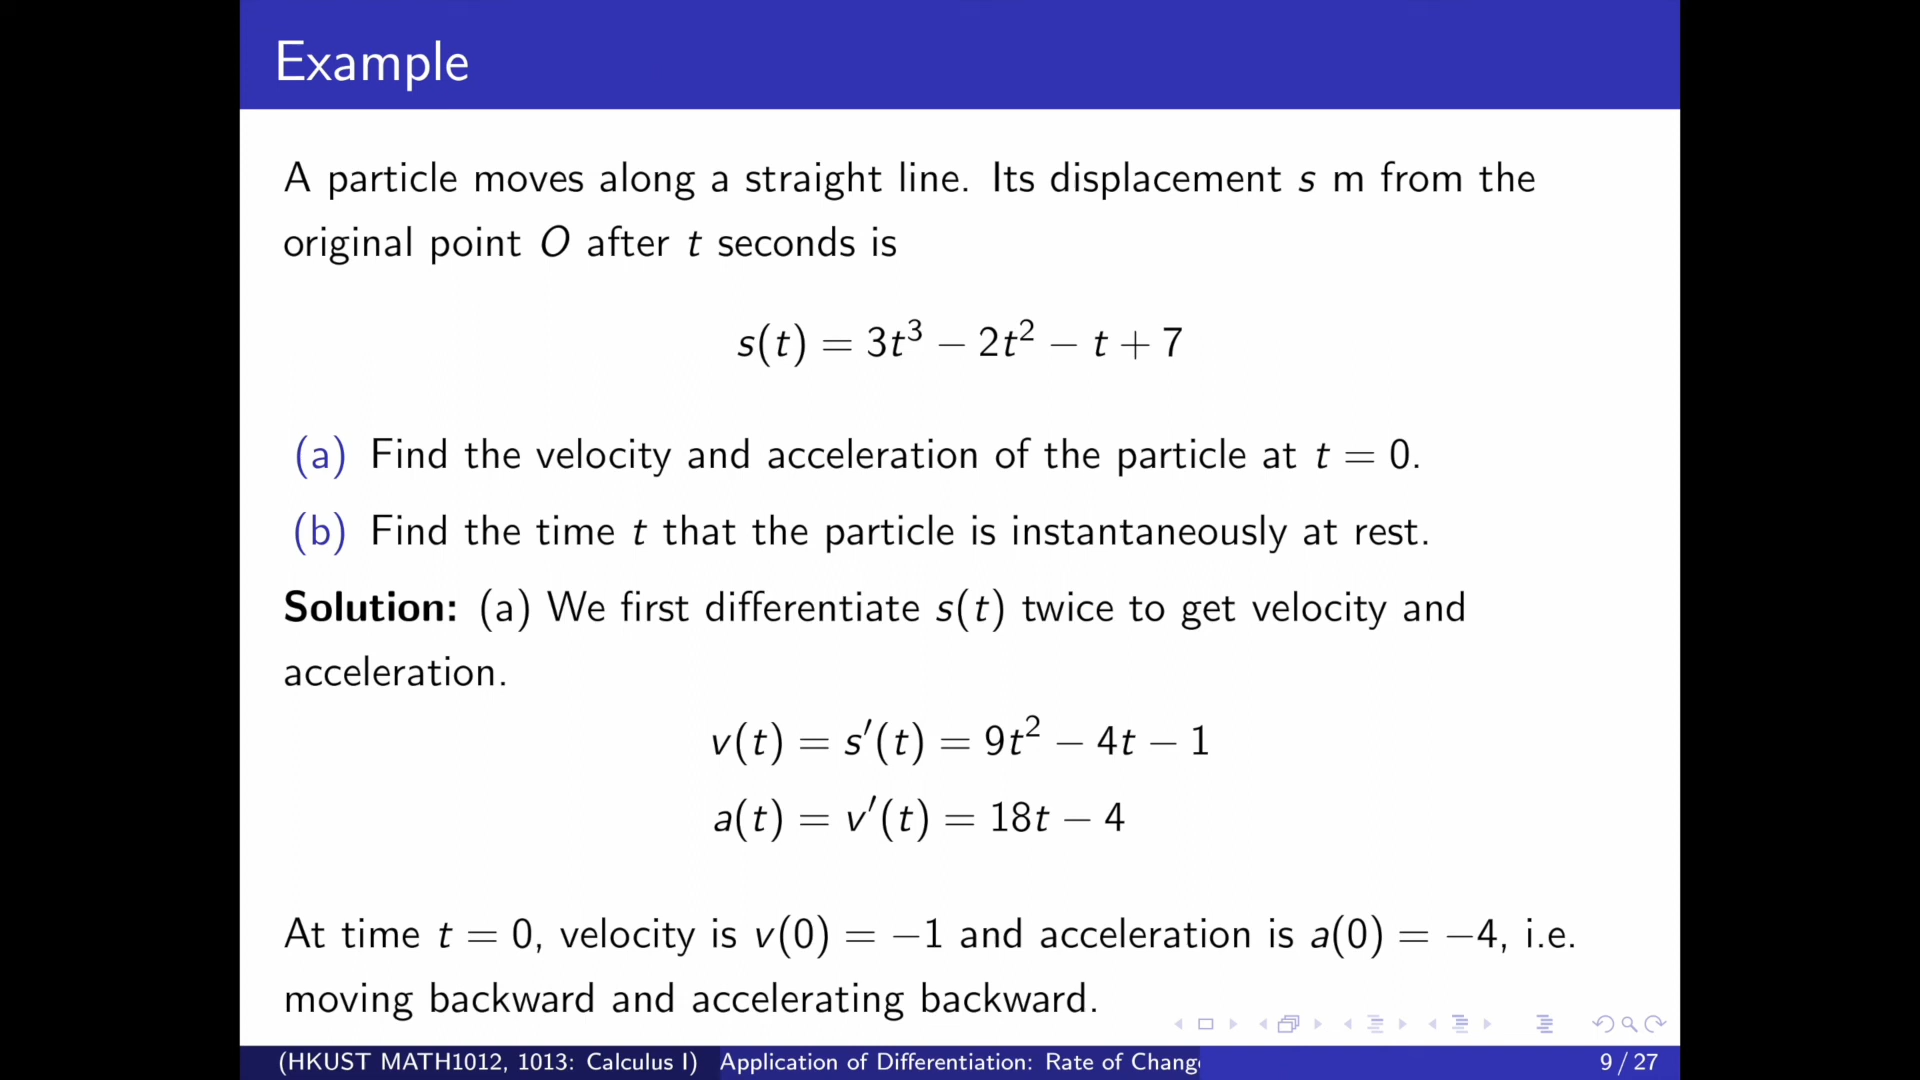 Example
A particle moves along a straight line. Its displacement s m from the
original point O after t seconds is
s(t) = 3t³ − 2t² − t + 7
(a) Find the velocity and acceleration of the particle at t = 0.
(b) Find the time t that the particle is instantaneously at rest.
Solution: (a) We first differentiate s(t) twice to get velocity and
acceleration.
v(t) = s′(t) = 9t² − 4t − 1
a(t) = v′(t) = 18t − 4
At time t = 0, velocity is v(0) = −1 and acceleration is a(0) = −4, i.e.
moving backward and accelerating backward.
(HKUST MATH1012, 1013: Calculus I) Application of Differentiation: Rate of Chang 9 / 27